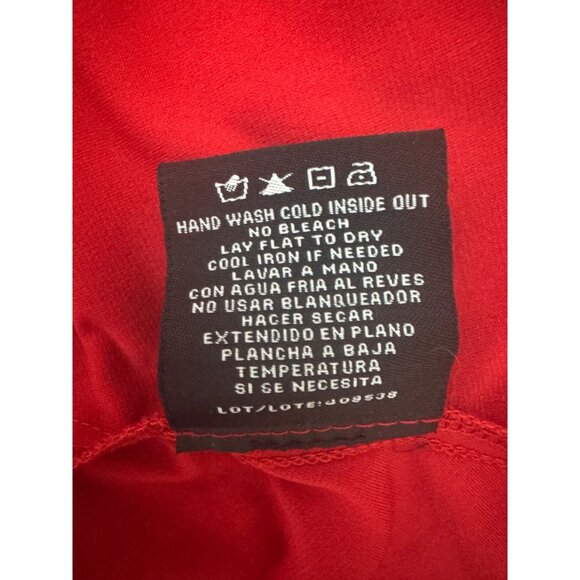 HAND WASH COLD INSIDE OUT
NO BLEACH
LAY FLAT TO DRY
COOL IRON IF NEEDED
LAVAR A MANO
CON AGUA FRIA AL REVES
NO USAR BLANQUEADOR
HACER SECAR
EXTENDIDO EN PLANO
PLANCHA A BAJA
TEMPERATURA
SI SE NECESITA
LOT/LOTE: